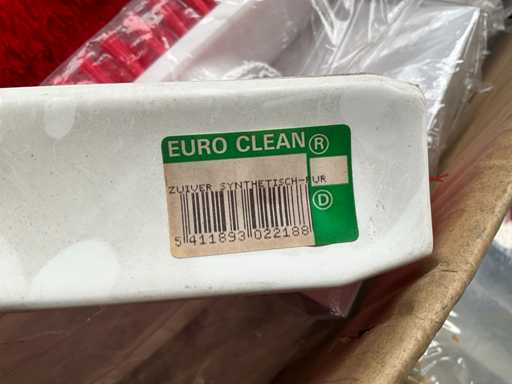 EURO CLEAN ®
ZUIVER SYNTHETISCH-PUR
Ⓓ
5 411893 022188